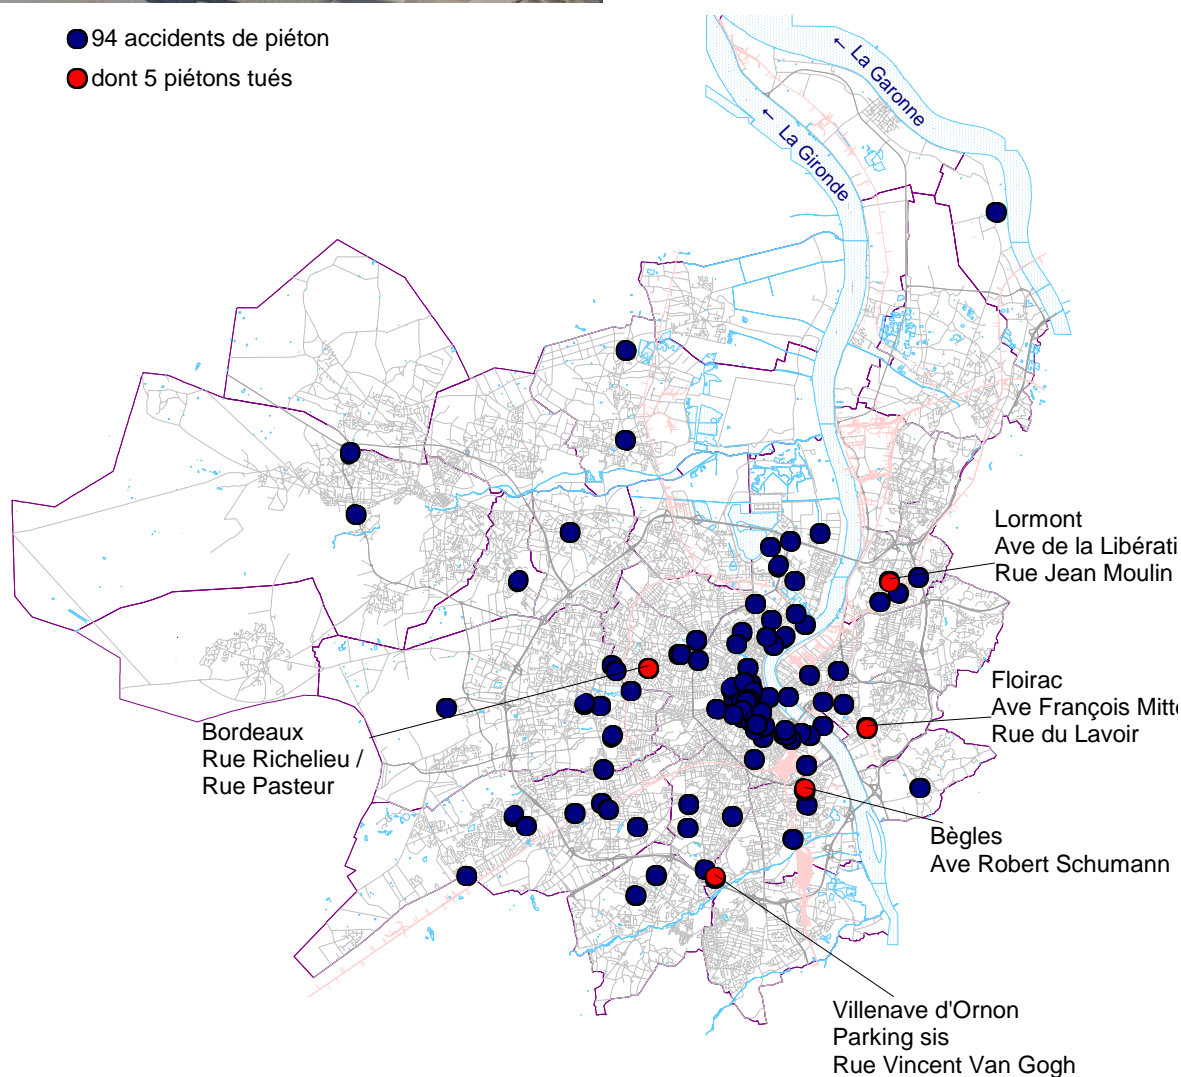 94 accidents de piéton
dont 5 piétons tués
← La Garonne
← La Gironde
Lormont
Ave de la Libérati
Rue Jean Moulin
Floirac
Ave François Mitte
Rue du Lavoir
Bordeaux
Rue Richelieu /
Rue Pasteur
Bègles
Ave Robert Schumann
Villenave d'Ornon
Parking sis
Rue Vincent Van Gogh